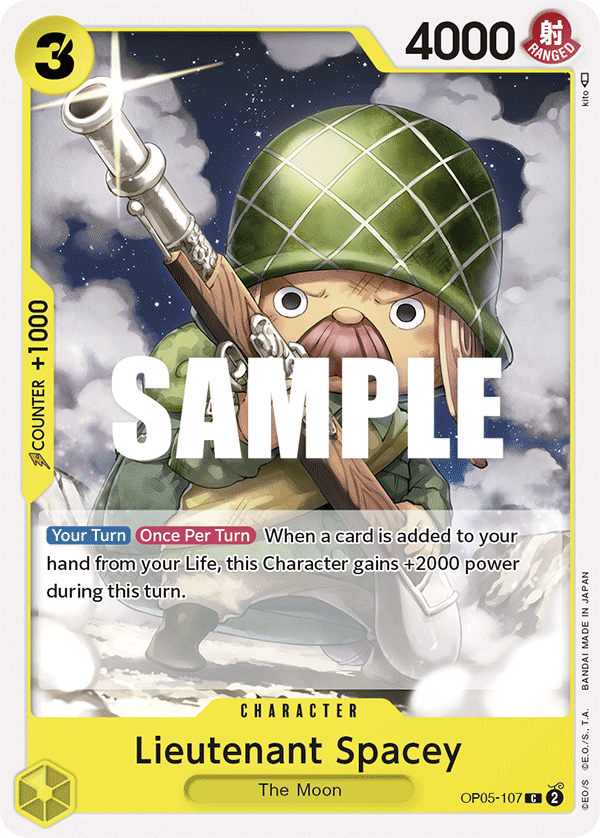 3
4000
射
RANGED
kito
COUNTER +1000
SAMPLE
Your Turn Once Per Turn When a card is added to your
hand from your Life, this Character gains +2000 power
during this turn.
CHARACTER
Lieutenant Spacey
The Moon
OP05-107 C 2
©EO/S ©E.O./S., T.A. BANDAI MADE IN JAPAN